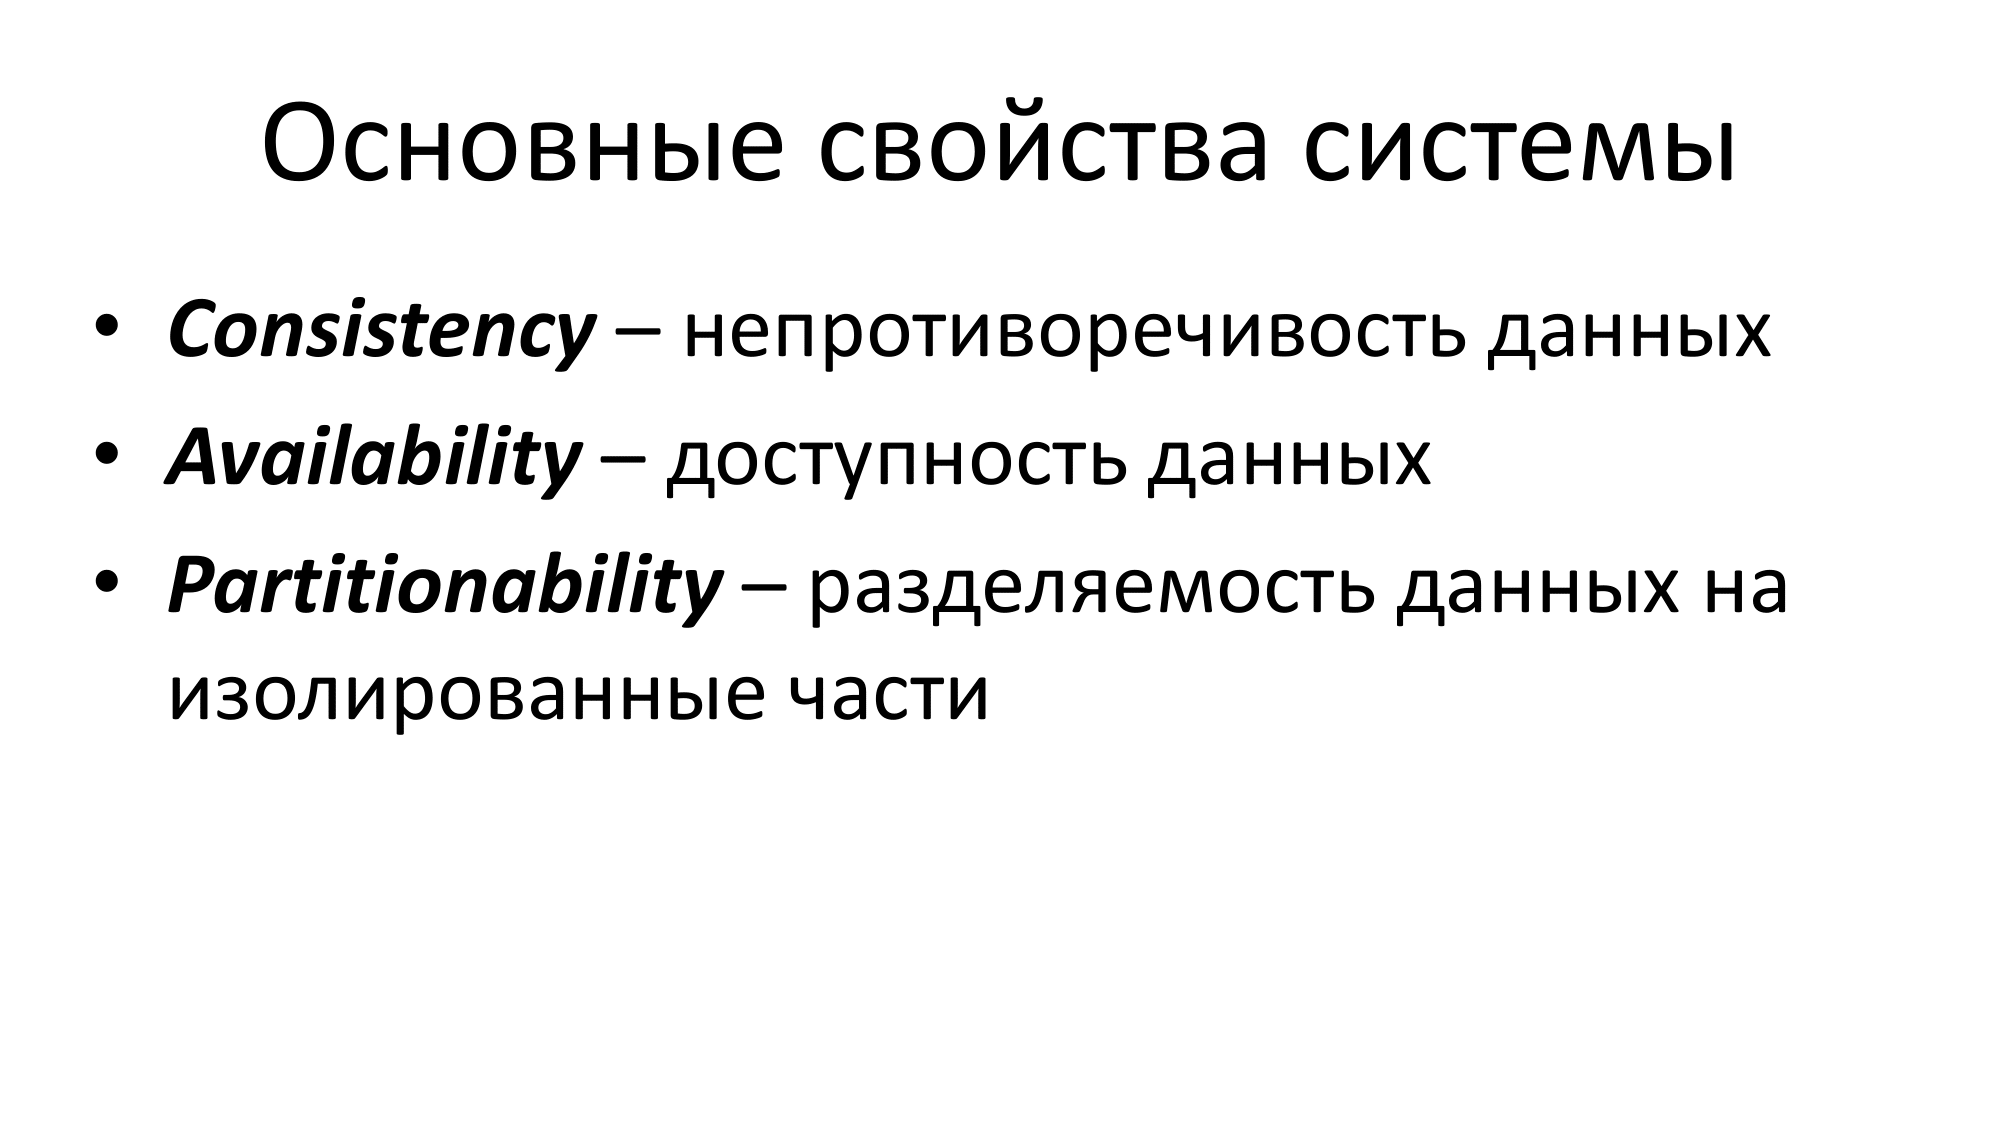 Основные свойства системы
• Consistency – непротиворечивость данных
• Availability – доступность данных
• Partitionability – разделяемость данных на
изолированные части